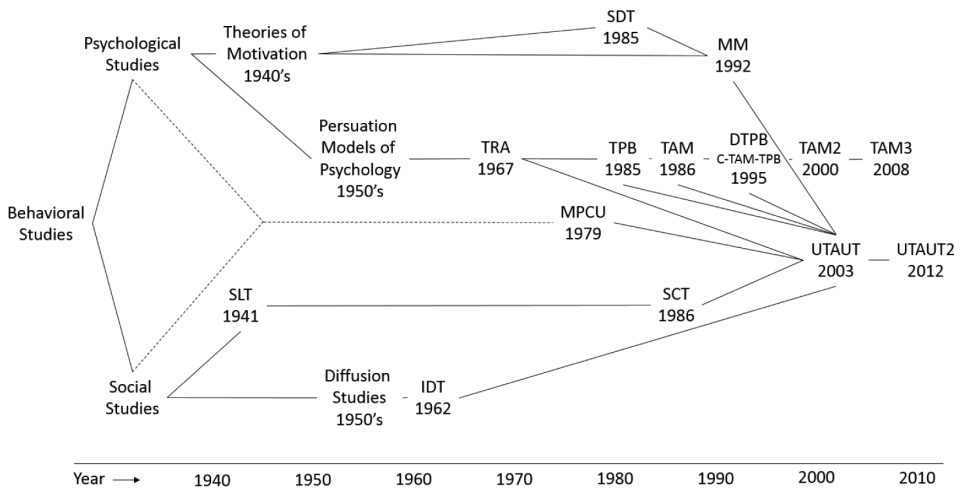 SDT
1985
Theories of
Motivation
1940's
Psychological
Studies
MM
1992
Persuation
Models of
Psychology
1950's
TRA
1967
TPB
1985
TAM
1986
DTPB
C-TAM-TPB
1995
TAM2
2000
TAM3
2008
Behavioral
Studies
MPCU
1979
UTAUT
2003
UTAUT2
2012
SLT
1941
SCT
1986
Social
Studies
Diffusion
Studies
1950's
IDT
1962
Year 1940 1950 1960 1970 1980 1990 2000 2010